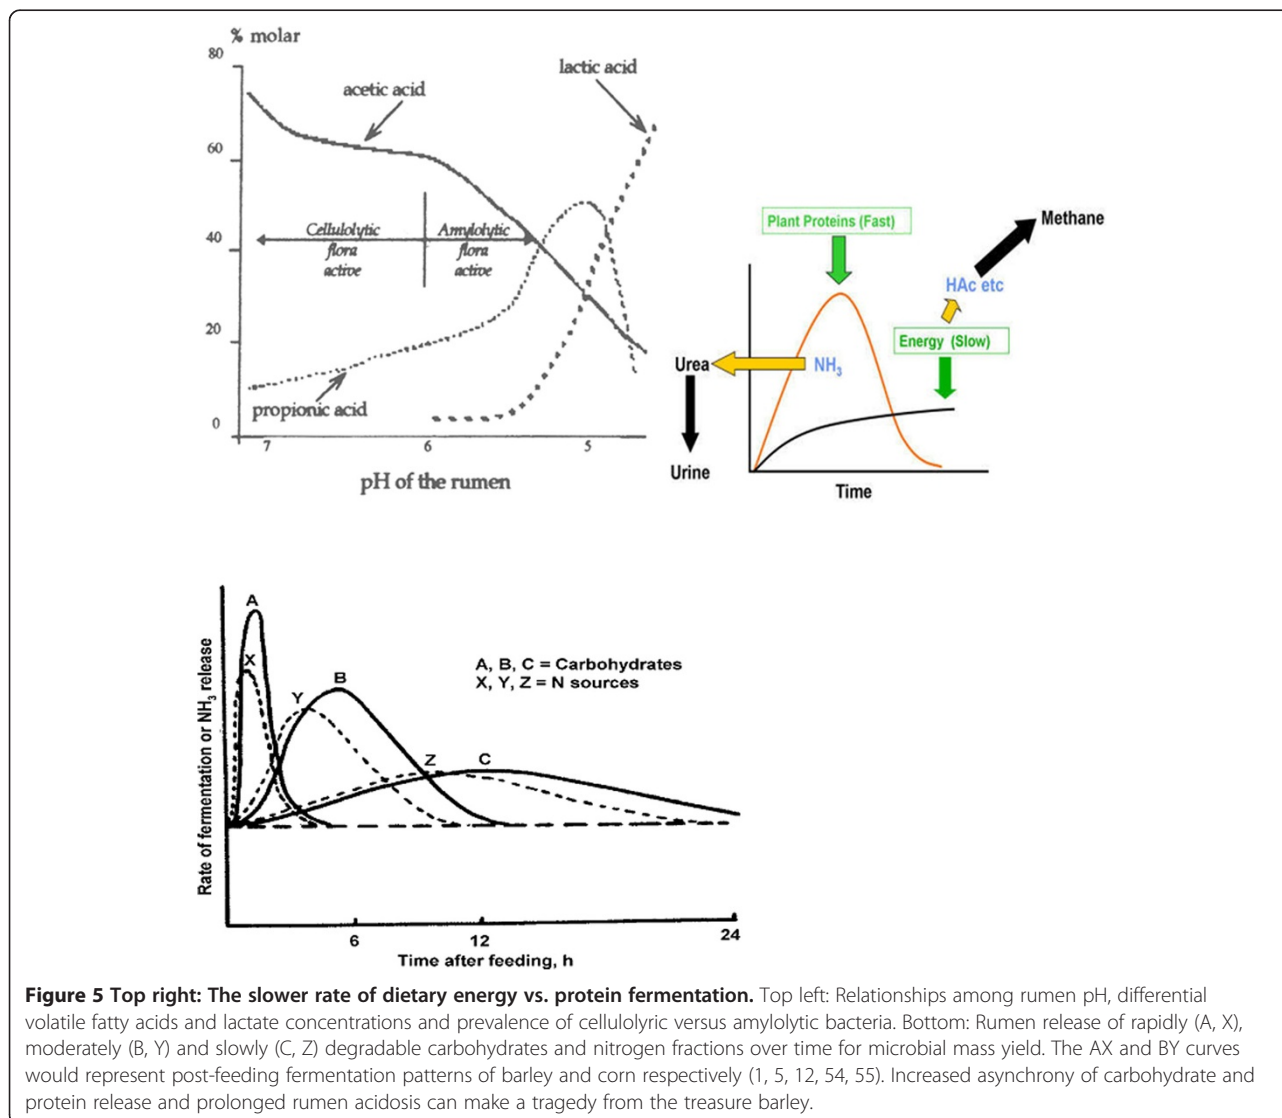 % molar
80
lactic acid
acetic acid
60
Cellulolytic
flora
active
Amylolytic
flora
active
40
20
propionic acid
0
7
6
5
pH of the rumen
Plant Proteins (Fast)
Methane
HAc etc
Energy (Slow)
Urea
NH₃
Urine
Time
A
X
Y
B
Z
C
A, B, C = Carbohydrates
X, Y, Z = N sources
Rate of fermentation or NH₃ release
6
12
24
Time after feeding, h
Figure 5 Top right: The slower rate of dietary energy vs. protein fermentation. Top left: Relationships among rumen pH, differential
volatile fatty acids and lactate concentrations and prevalence of cellulolyric versus amylolytic bacteria. Bottom: Rumen release of rapidly (A, X),
moderately (B, Y) and slowly (C, Z) degradable carbohydrates and nitrogen fractions over time for microbial mass yield. The AX and BY curves
would represent post-feeding fermentation patterns of barley and corn respectively (1, 5, 12, 54, 55). Increased asynchrony of carbohydrate and
protein release and prolonged rumen acidosis can make a tragedy from the treasure barley.